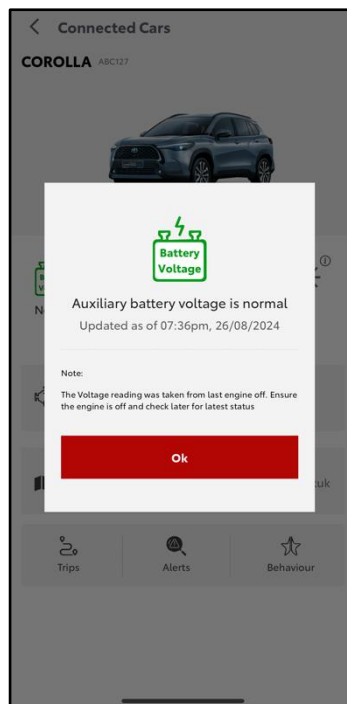 Connected Cars
COROLLA ABC127
Battery
Voltage
Auxiliary battery voltage is normal
Updated as of 07:36pm, 26/08/2024
Note:
The Voltage reading was taken from last engine off. Ensure
the engine is off and check later for latest status
Ok
Trips
Alerts
Behaviour